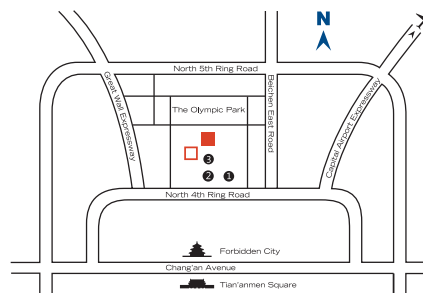 N
North 5th Ring Road
Great Wall Expressway
The Olympic Park
Beichen East Road
Capital Airport Expressway
3
2 1
North 4th Ring Road
Forbidden City
Chang'an Avenue
Tian'anmen Square